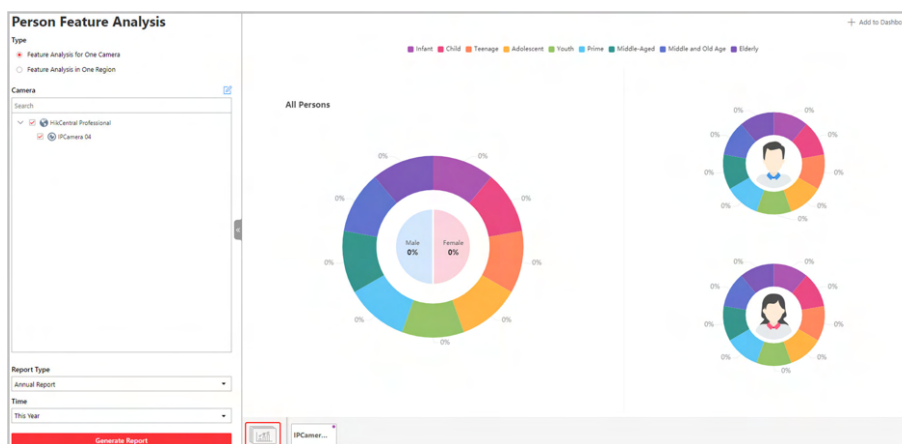 Person Feature Analysis
Type
Feature Analysis for One Camera
Feature Analysis in One Region
Camera
Search
HikCentral Professional
IPCamera 04
Report Type
Annual Report
Time
This Year
Generate Report
Add to Dashbo
Infant Child Teenage Adolescent Youth Prime Middle-Aged Middle and Old Age Elderly
All Persons
0% 0%
0% 0%
0% 0%
0% 0%
0%
Male Female
0% 0%
0% 0%
0% 0%
0% 0%
0% 0%
0%
0% 0%
0% 0%
0% 0%
0% 0%
0%
IPCamer...